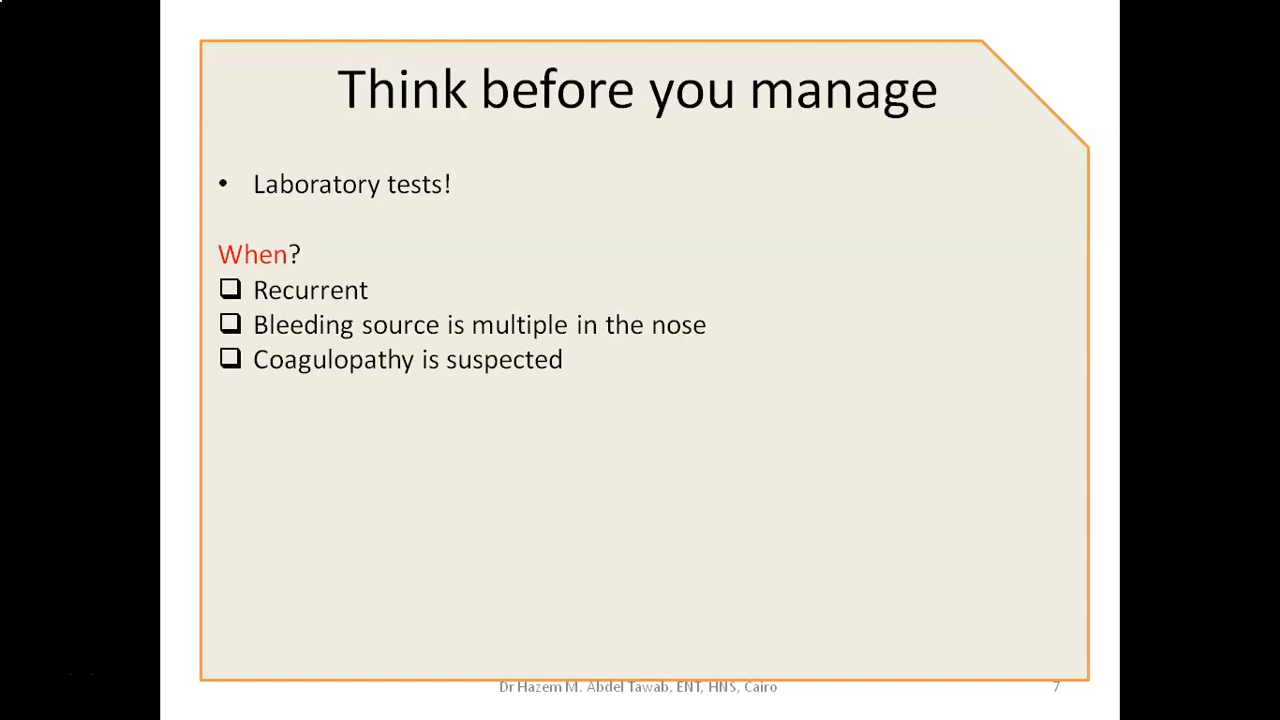 Think before you manage
• Laboratory tests!
When?
❑ Recurrent
❑ Bleeding source is multiple in the nose
❑ Coagulopathy is suspected
Dr Hazem M. Abdel Tawab, ENT, HNS, Cairo
7